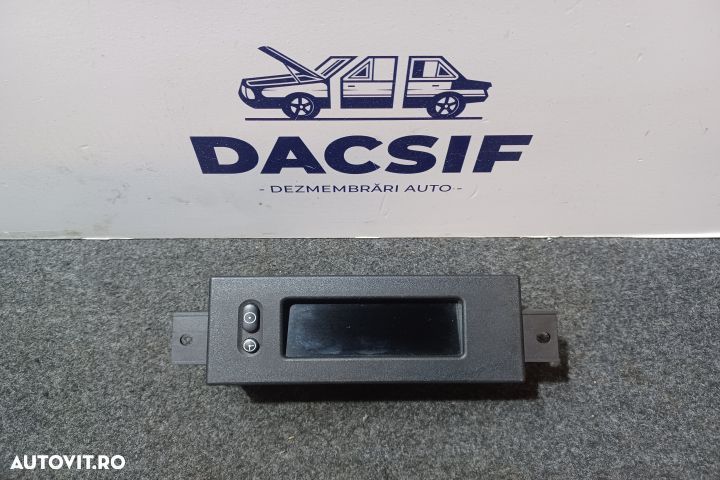 DACSIF
- DEZMEMBRĂRI AUTO -
AUTOVIT.RO